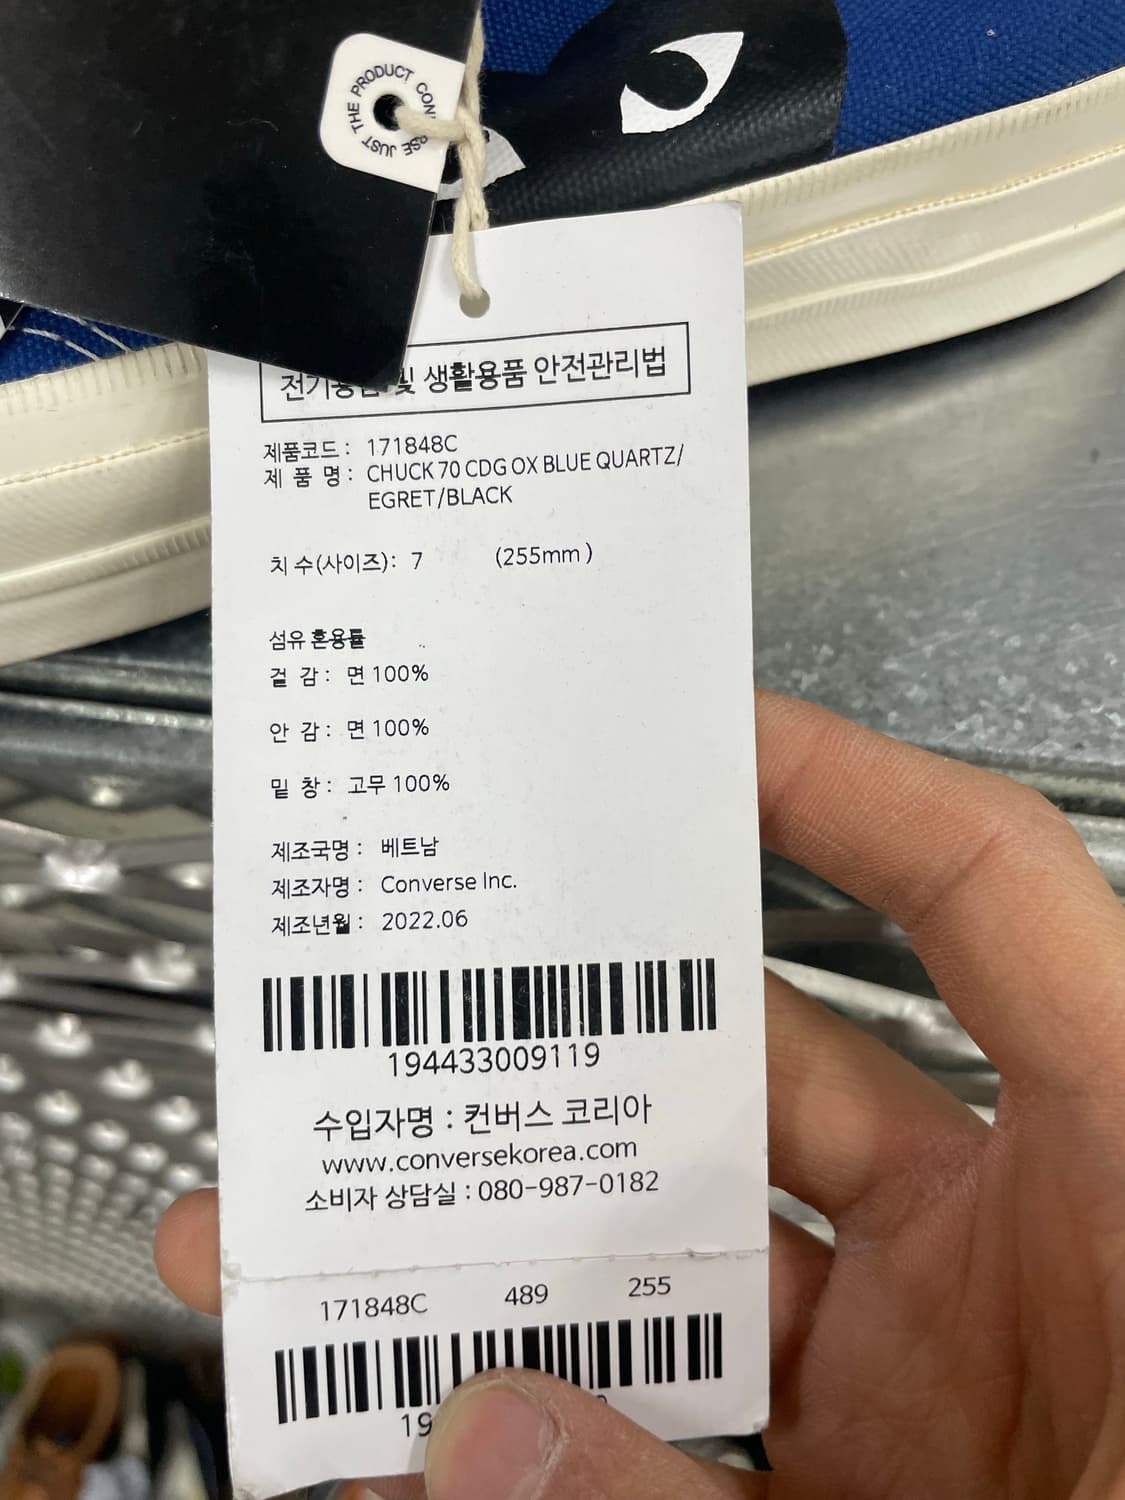 THE PRODUCT CONVERSE JUST
전기용품 및 생활용품 안전관리법
제품코드 : 171848C
제 품 명 : CHUCK 70 CDG OX BLUE QUARTZ/
EGRET/BLACK
치 수(사이즈) : 7 (255mm )
섬유 혼용률
겉 감 : 면 100%
안 감 : 면 100%
밑 창 : 고무 100%
제조국명 : 베트남
제조자명 : Converse Inc.
제조년월 : 2022.06
194433009119
수입자명 : 컨버스 코리아
www.conversekorea.com
소비자 상담실 : 080-987-0182
171848C 489 255
19